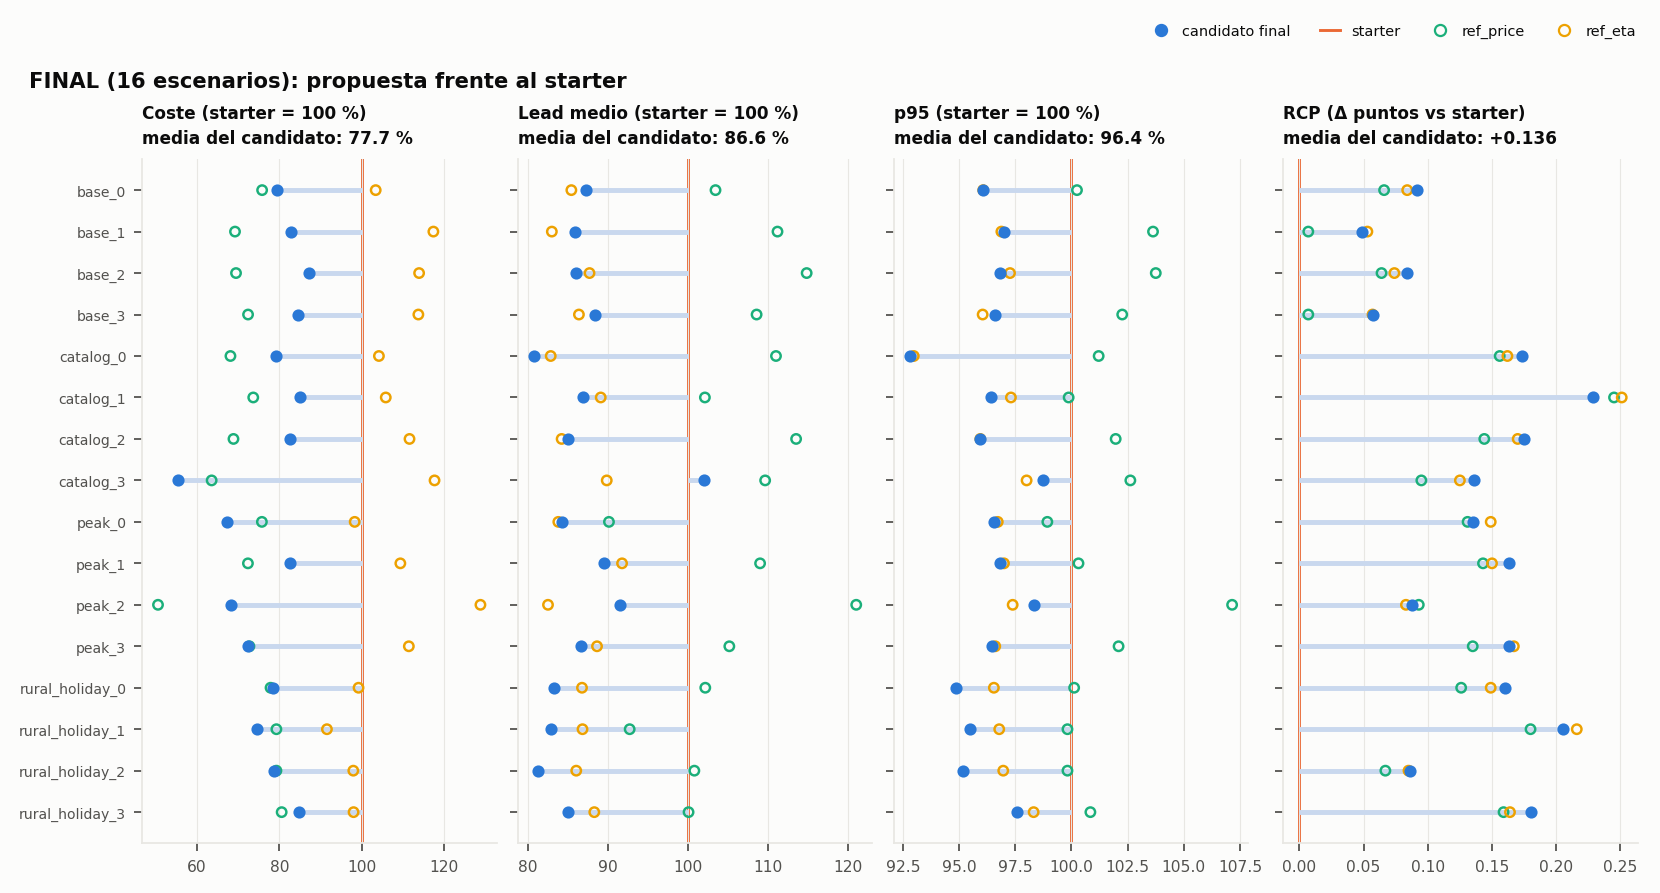 candidato final starter ref_price ref_eta
FINAL (16 escenarios): propuesta frente al starter
Coste (starter = 100 %)
media del candidato: 77.7 %
Lead medio (starter = 100 %)
media del candidato: 86.6 %
p95 (starter = 100 %)
media del candidato: 96.4 %
RCP (Δ puntos vs starter)
media del candidato: +0.136
base_0
base_1
base_2
base_3
catalog_0
catalog_1
catalog_2
catalog_3
peak_0
peak_1
peak_2
peak_3
rural_holiday_0
rural_holiday_1
rural_holiday_2
rural_holiday_3
60 80 100 120
80 90 100 110 120
92.5 95.0 97.5 100.0 102.5 105.0 107.5
0.00 0.05 0.10 0.15 0.20 0.25